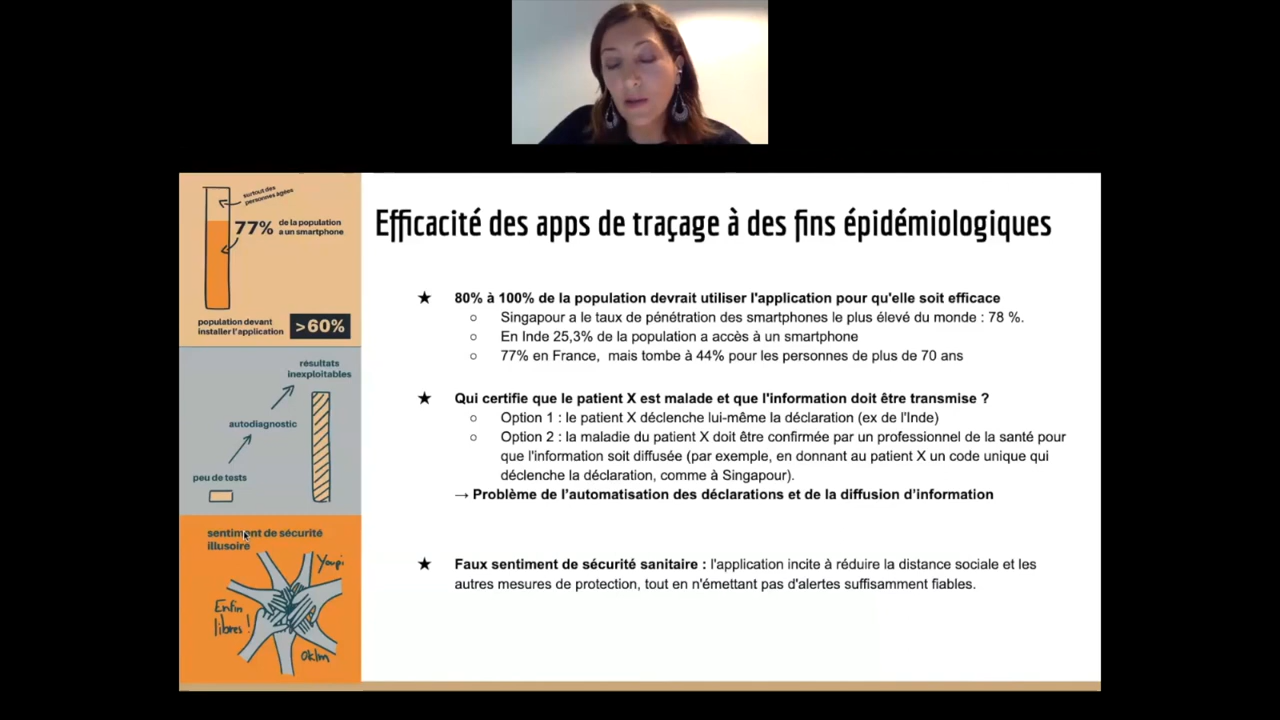 surtout des
personnes âgées
77%
de la population
a un smartphone
population devant
installer l'application
>60%
résultats
inexploitables
autodiagnostic
peu de tests
sentiment de sécurité
illusoire
Youpi
Enfin
libres !
oklm
Efficacité des apps de traçage à des fins épidémiologiques
★ 80% à 100% de la population devrait utiliser l'application pour qu'elle soit efficace
○ Singapour a le taux de pénétration des smartphones le plus élevé du monde : 78 %.
○ En Inde 25,3% de la population a accès à un smartphone
○ 77% en France, mais tombe à 44% pour les personnes de plus de 70 ans
★ Qui certifie que le patient X est malade et que l'information doit être transmise ?
○ Option 1 : le patient X déclenche lui-même la déclaration (ex de l'Inde)
○ Option 2 : la maladie du patient X doit être confirmée par un professionnel de la santé pour
que l'information soit diffusée (par exemple, en donnant au patient X un code unique qui
déclenche la déclaration, comme à Singapour).
→ Problème de l'automatisation des déclarations et de la diffusion d'information
★ Faux sentiment de sécurité sanitaire : l'application incite à réduire la distance sociale et les
autres mesures de protection, tout en n'émettant pas d'alertes suffisamment fiables.